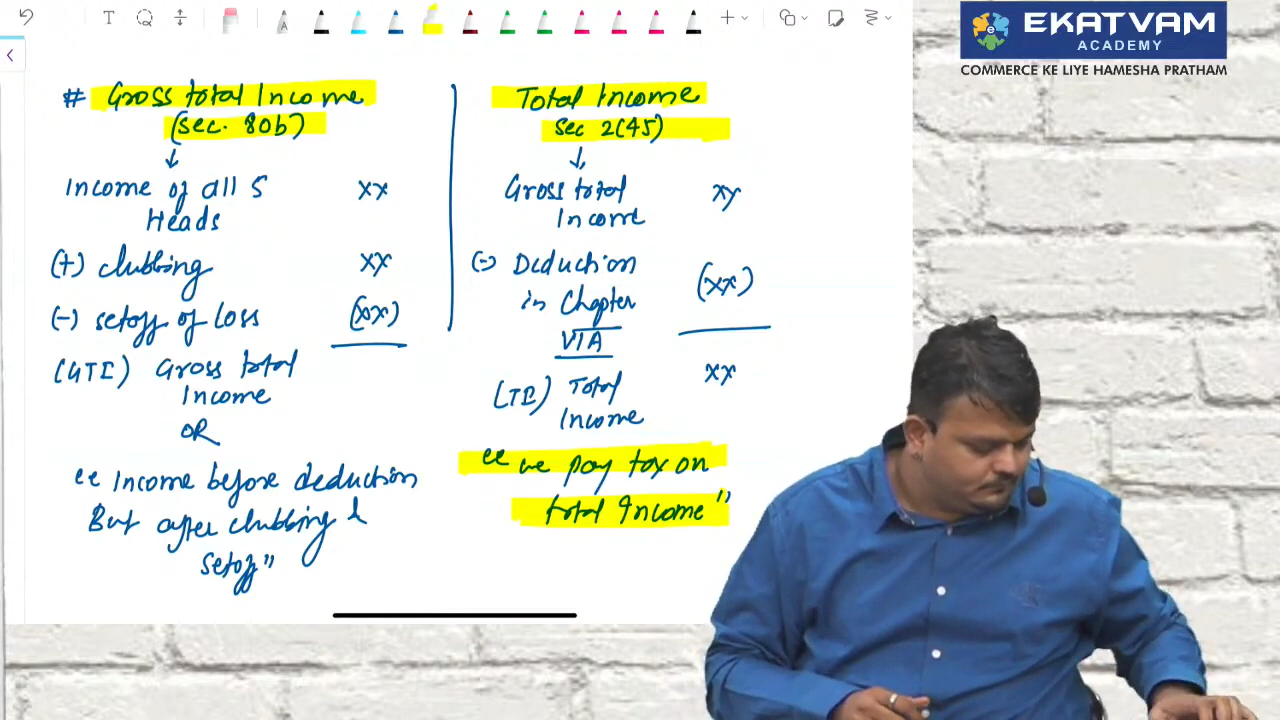 EKATVAM
ACADEMY
COMMERCE KE LIYE HAMESHA PRATHAM
# Gross total Income
(sec. 80b)
Income of all 5 xx
Heads
(+) clubbing xx
(-) setoff of loss (xx)
(GTI) Gross total
Income
OR
"Income before deduction
But after clubbing &
setoff"
Total Income
sec 2(45)
Gross total xx
Income
(-) Deduction (xx)
in Chapter
VIA
(TI) Total xx
Income
"we pay tax on
total Income"
T
A